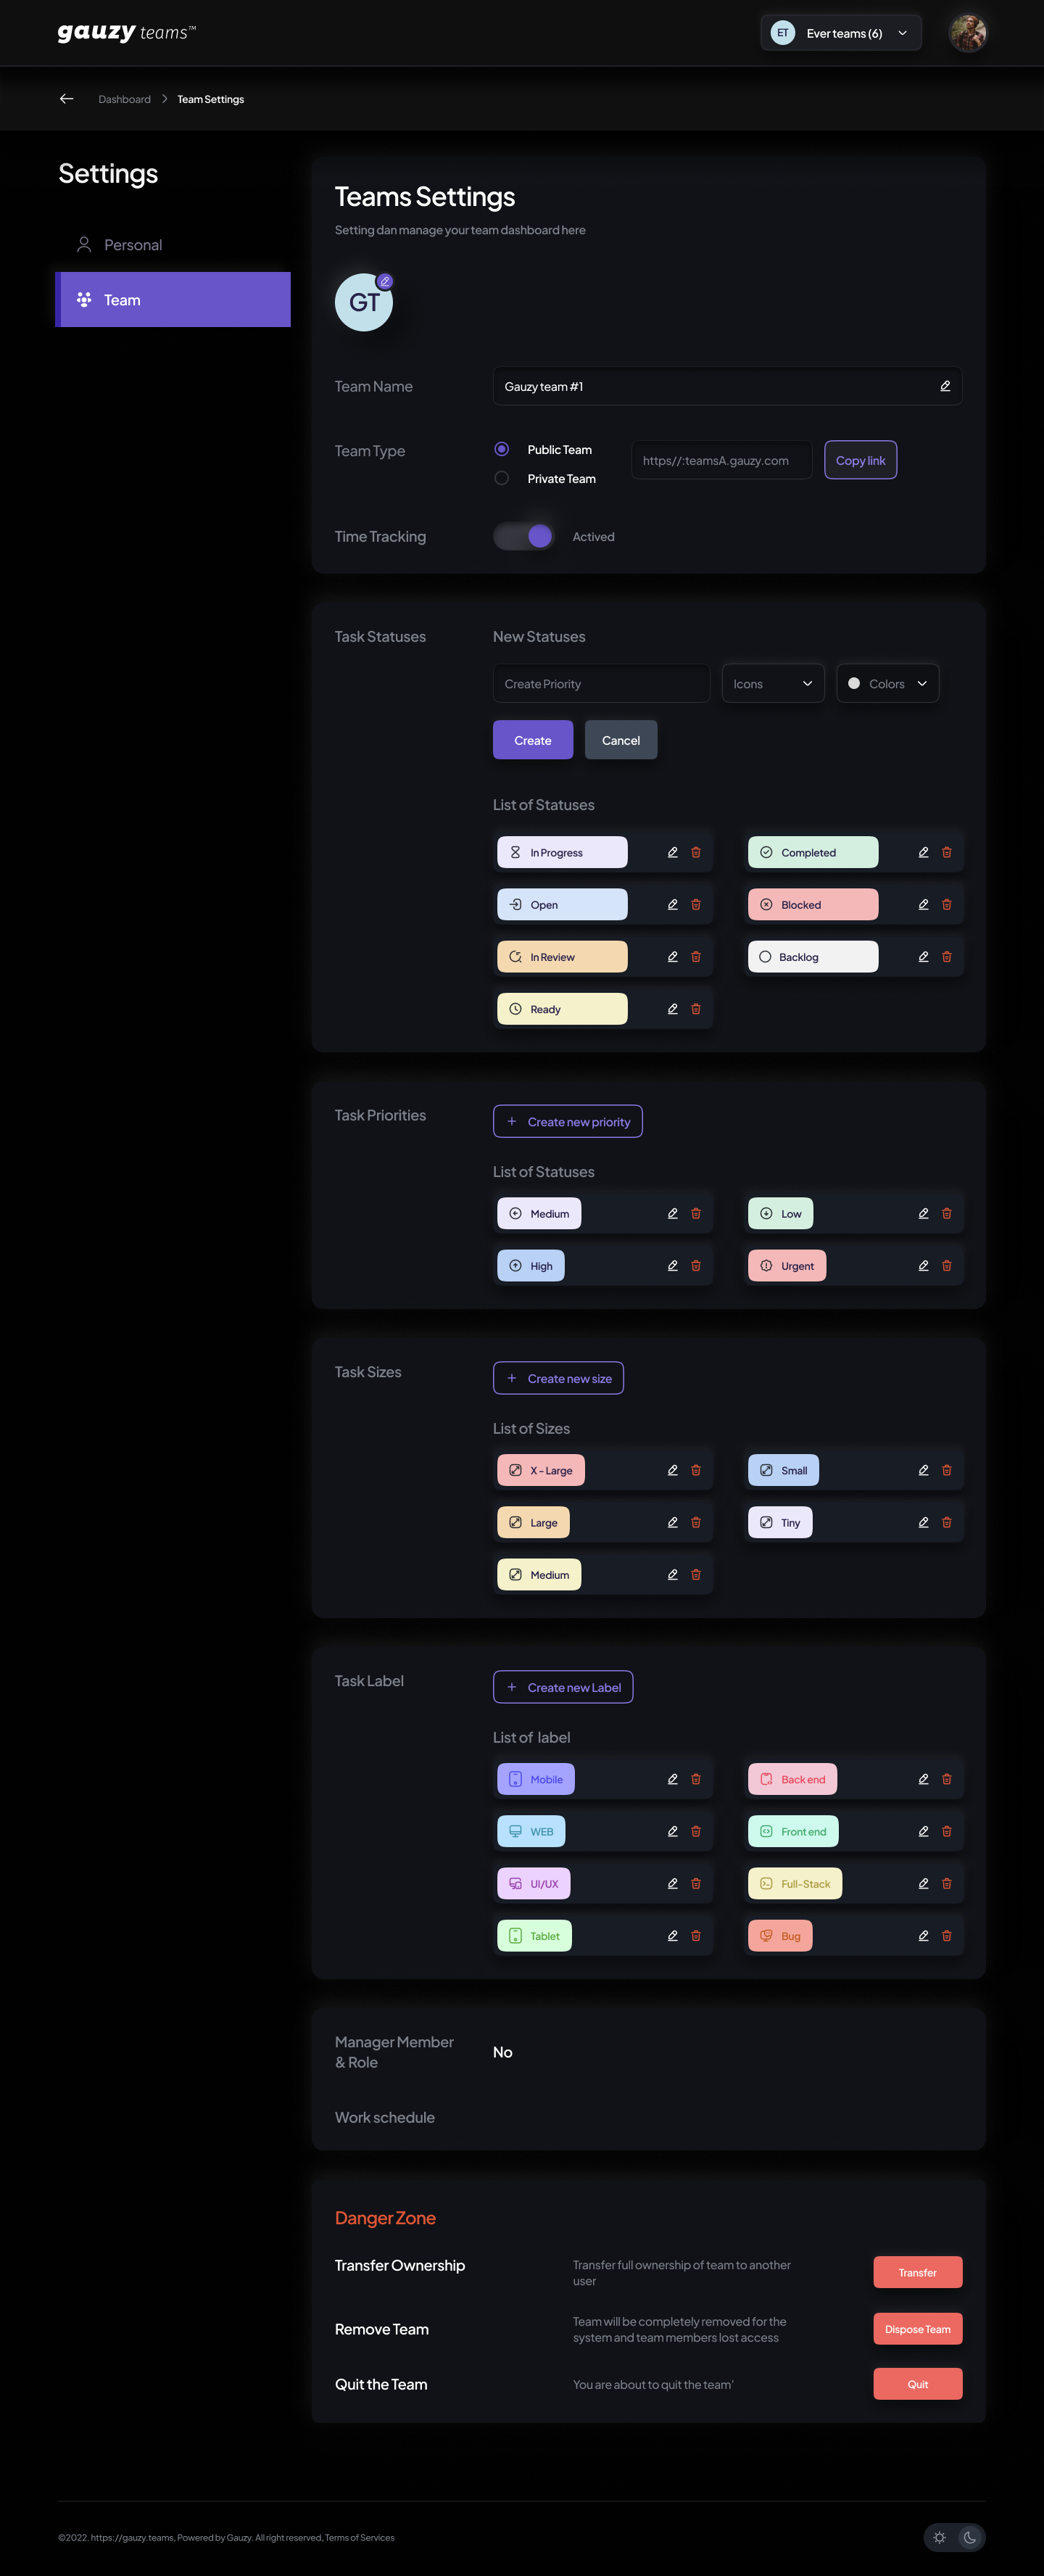 gauzy teams™
ET Ever teams (6)
Dashboard Team Settings
Settings
Personal
Team
Teams Settings
Setting dan manage your team dashboard here
GT
Team Name
Gauzy team #1
Team Type
Public Team
Private Team
https//:teamsA.gauzy.com
Copy link
Time Tracking
Actived
Task Statuses
New Statuses
Create Priority
Icons
Colors
Create
Cancel
List of Statuses
In Progress
Completed
Open
Blocked
In Review
Backlog
Ready
Task Priorities
Create new priority
List of Statuses
Medium
Low
High
Urgent
Task Sizes
Create new size
List of Sizes
X - Large
Small
Large
Tiny
Medium
Task Label
Create new Label
List of label
Mobile
Back end
WEB
Front end
UI/UX
Full-Stack
Tablet
Bug
Manager Member
& Role
No
Work schedule
Danger Zone
Transfer Ownership
Transfer full ownership of team to another
user
Transfer
Remove Team
Team will be completely removed for the
system and team members lost access
Dispose Team
Quit the Team
You are about to quit the team'
Quit
©2022. https://gauzy.teams, Powered by Gauzy. All right reserved, Terms of Services